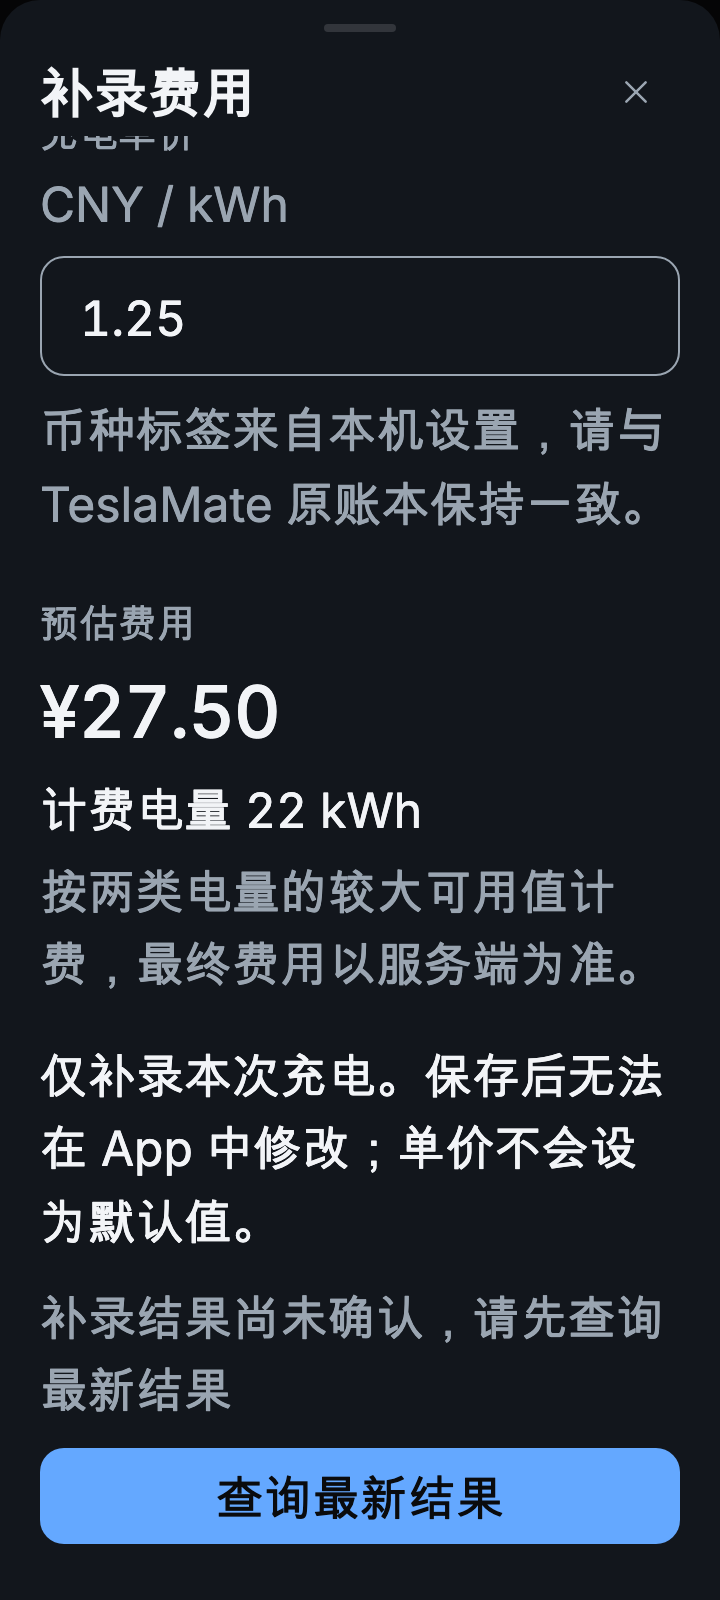 补录费用
充电单价
CNY / kWh
1.25
币种标签来自本机设置，请与
TeslaMate 原账本保持一致。
预估费用
¥27.50
计费电量 22 kWh
按两类电量的较大可用值计
费，最终费用以服务端为准。
仅补录本次充电。保存后无法
在 App 中修改；单价不会设
为默认值。
补录结果尚未确认，请先查询
最新结果
查询最新结果